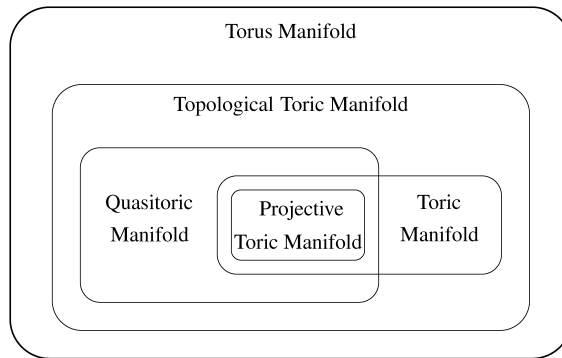 Torus Manifold
Topological Toric Manifold
Quasitoric
Manifold
Projective
Toric Manifold
Toric
Manifold